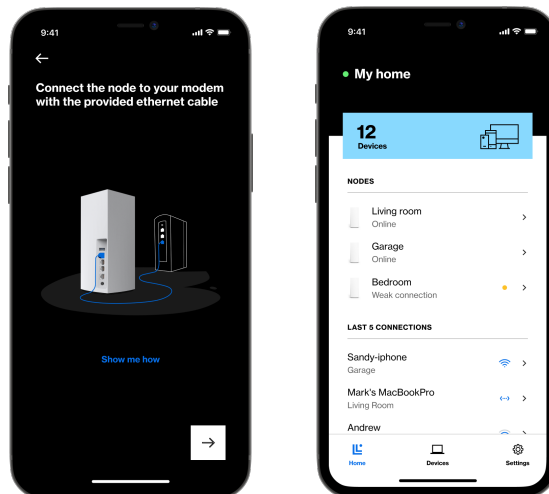 9:41
Connect the node to your modem
with the provided ethernet cable
Show me how
9:41
My home
12
Devices
NODES
Living room
Online
Garage
Online
Bedroom
Weak connection
LAST 5 CONNECTIONS
Sandy-iphone
Garage
Mark's MacBookPro
Living Room
Andrew
Home Devices Settings